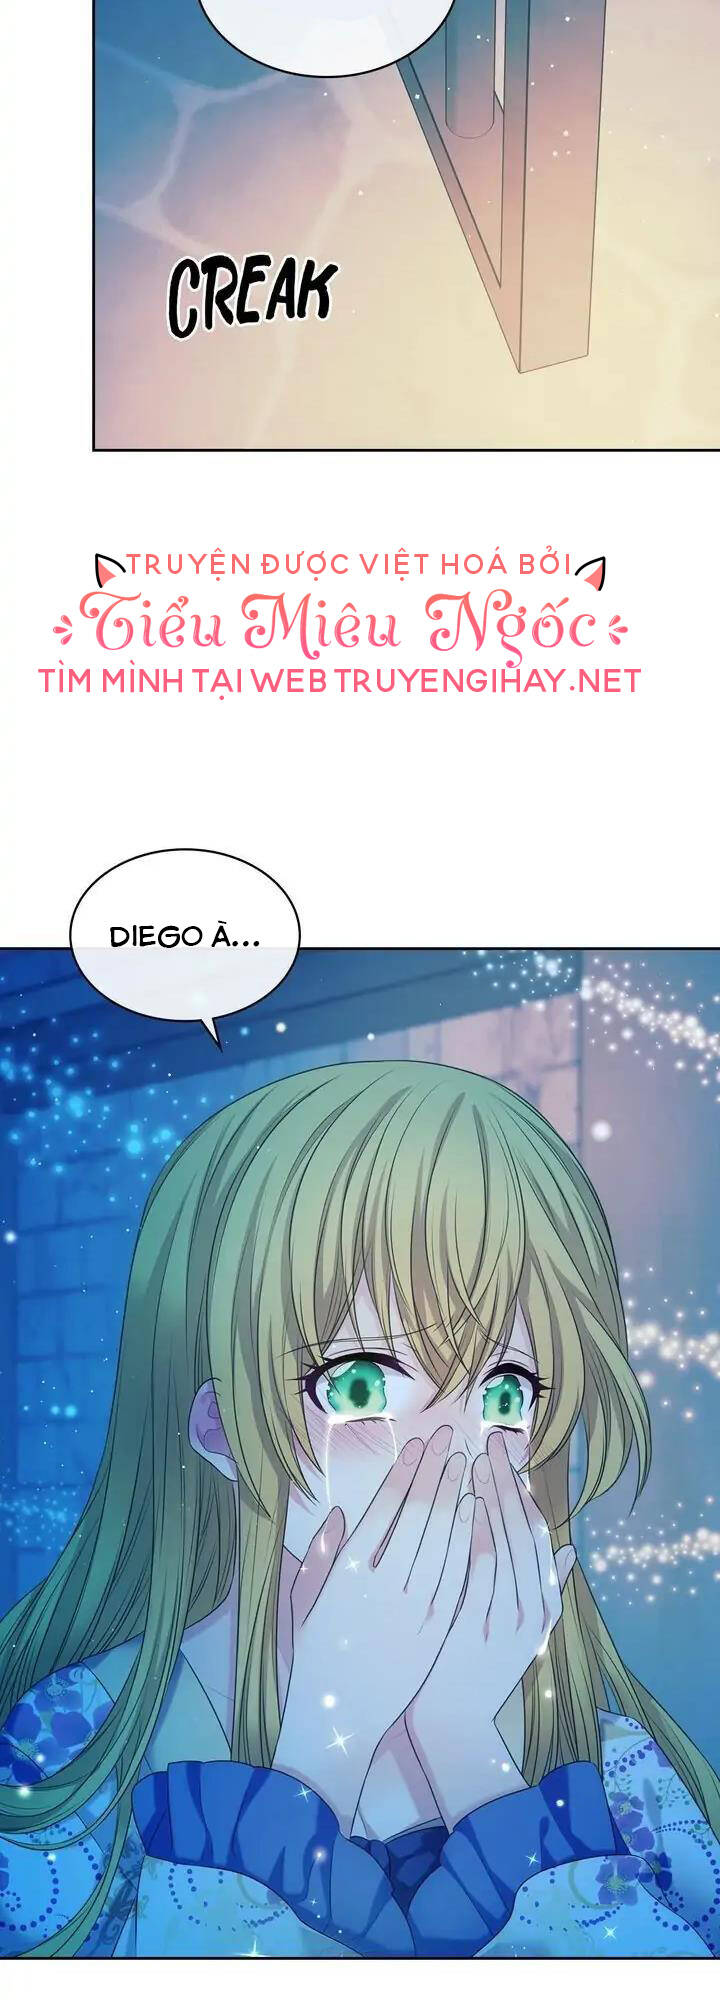 CREAK
TRUYỆN ĐƯỢC VIỆT HOÁ BỞI
Tiểu Miêu Ngốc
TÌM MÌNH TẠI WEB TRUYENGIHAY.NET
DIEGO À...